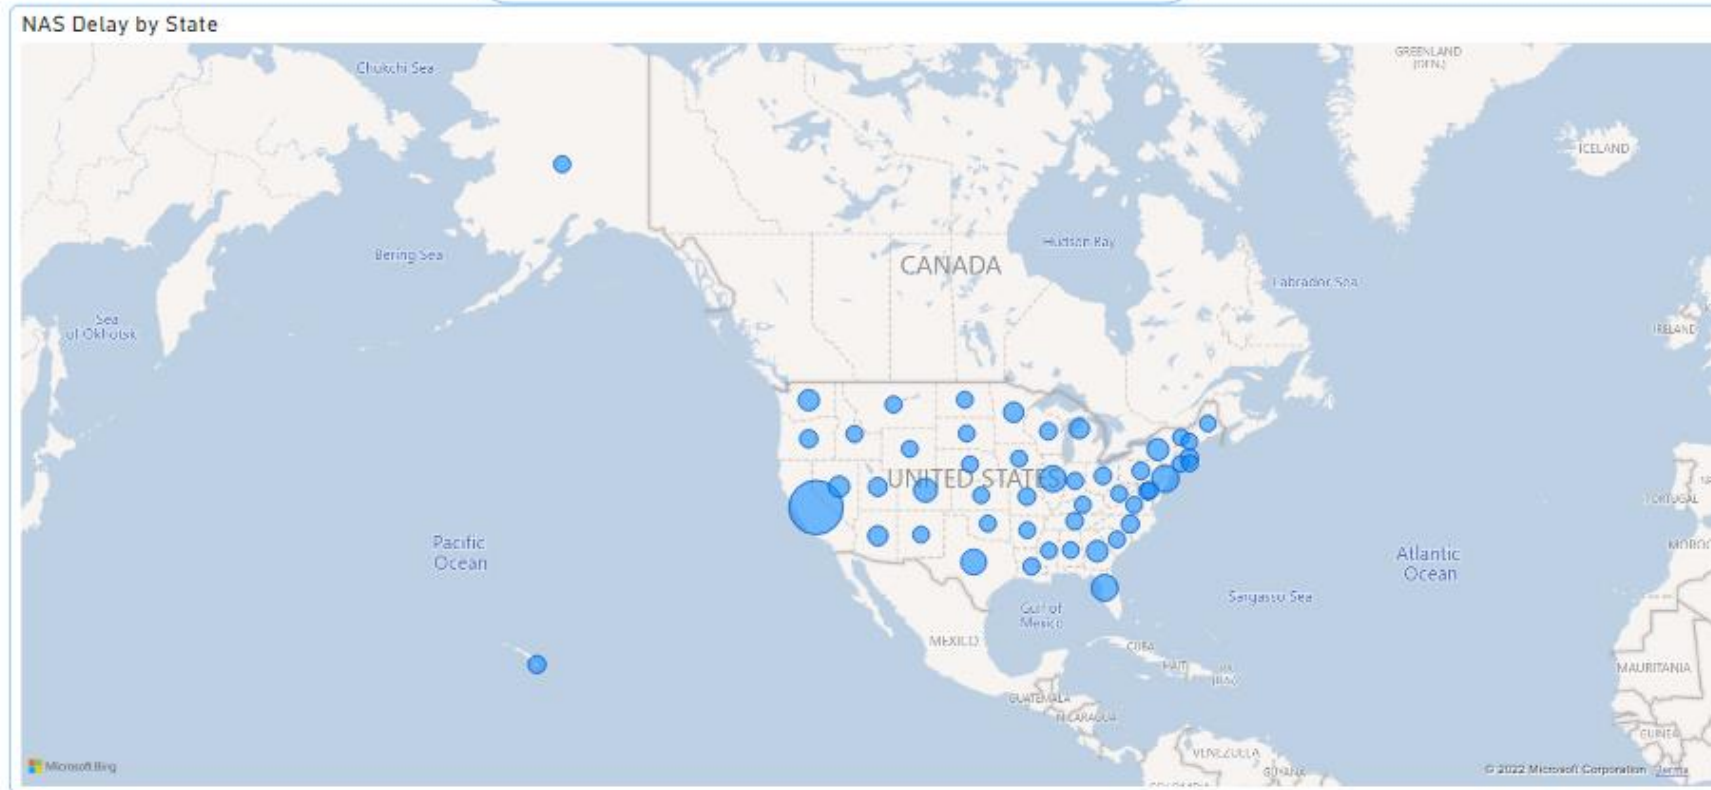 NAS Delay by State
GREENLAND
(DEN.)
Chukchi Sea
ICELAND
Hudson Bay
Bering Sea
CANADA
Labrador Sea
Sea
of Okhotsk
IRELAND
UNITED STATES
PORTUGAL
Pacific
Ocean
Atlantic
Ocean
Sargasso Sea
Gulf of
Mexico
MEXICO
CUBA
HAITI
MAURITANIA
GUATEMALA
NICARAGUA
GUINEA
VENEZUELA
GUYANA
Microsoft Bing
© 2022 Microsoft Corporation Terms